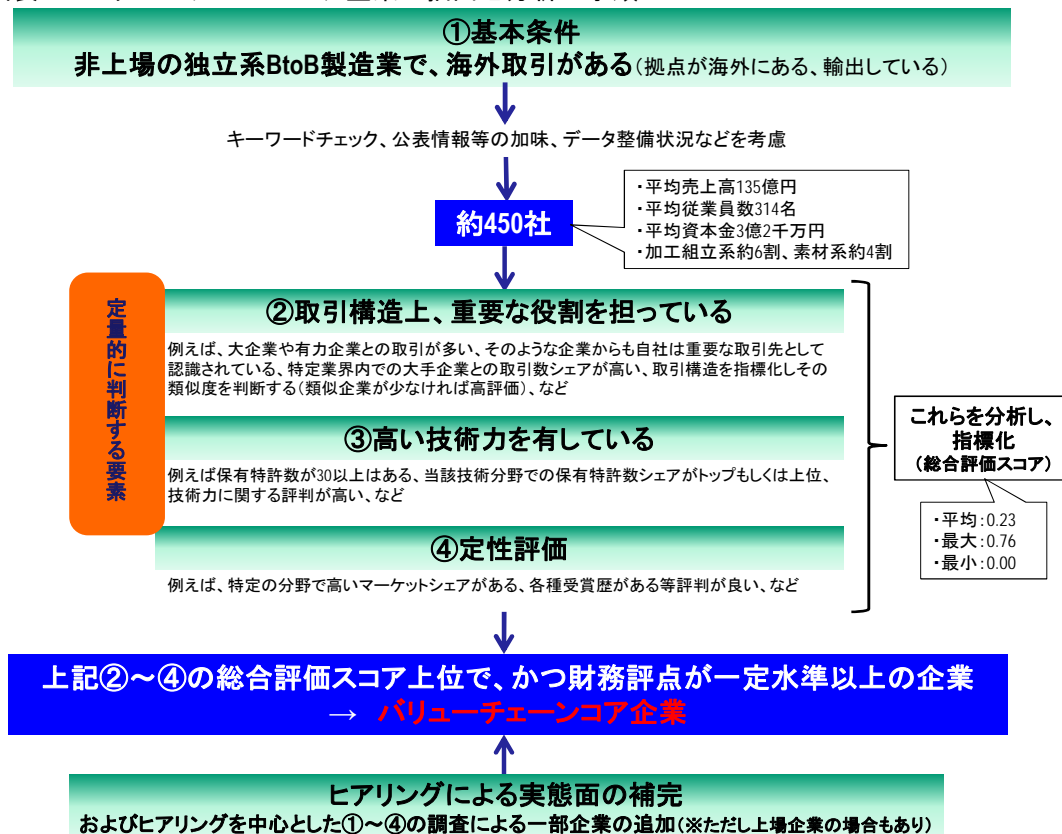 ①基本条件
非上場の独立系BtoB製造業で、海外取引がある(拠点が海外にある、輸出している)
キーワードチェック、公表情報等の加味、データ整備状況などを考慮
約450社
・平均売上高135億円
・平均従業員数314名
・平均資本金3億2千万円
・加工組立系約6割、素材系約4割
定量的に判断する要素
②取引構造上、重要な役割を担っている
例えば、大企業や有力企業との取引が多い、そのような企業からも自社は重要な取引先として
認識されている、特定業界内での大手企業との取引数シェアが高い、取引構造を指標化しその
類似度を判断する(類似企業が少なければ高評価)、など
③高い技術力を有している
例えば保有特許数が30以上はある、当該技術分野での保有特許数シェアがトップもしくは上位、
技術力に関する評判が高い、など
④定性評価
例えば、特定の分野で高いマーケットシェアがある、各種受賞歴がある等評判が良い、など
これらを分析し、
指標化
(総合評価スコア)
・平均:0.23
・最大:0.76
・最小:0.00
上記②～④の総合評価スコア上位で、かつ財務評点が一定水準以上の企業
→ バリューチェーンコア企業
ヒアリングによる実態面の補完
およびヒアリングを中心とした①～④の調査による一部企業の追加(※ただし上場企業の場合もあり)